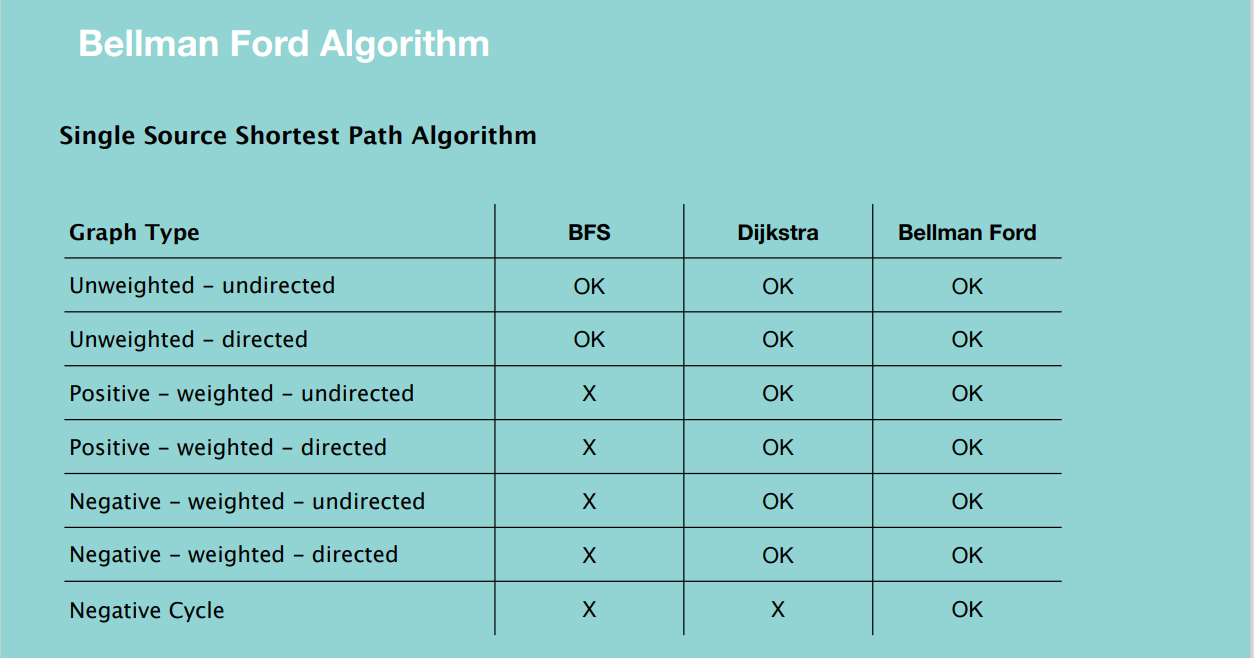 Bellman Ford Algorithm
Single Source Shortest Path Algorithm
Graph Type BFS Dijkstra Bellman Ford
Unweighted – undirected OK OK OK
Unweighted – directed OK OK OK
Positive – weighted – undirected X OK OK
Positive – weighted – directed X OK OK
Negative – weighted – undirected X OK OK
Negative – weighted – directed X OK OK
Negative Cycle X X OK